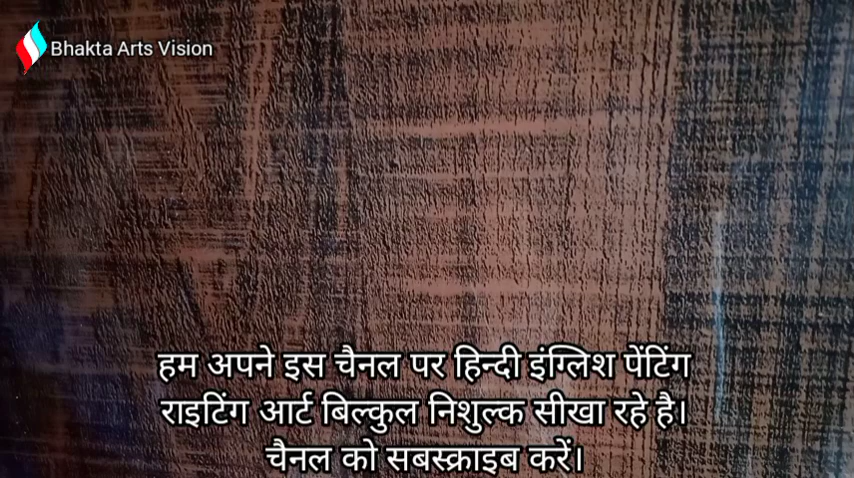 Bhakta Arts Vision
हम अपने इस चैनल पर हिन्दी इंग्लिश पेंटिंग
राइटिंग आर्ट बिल्कुल निशुल्क सीखा रहे है।
चैनल को सबस्क्राइब करें।